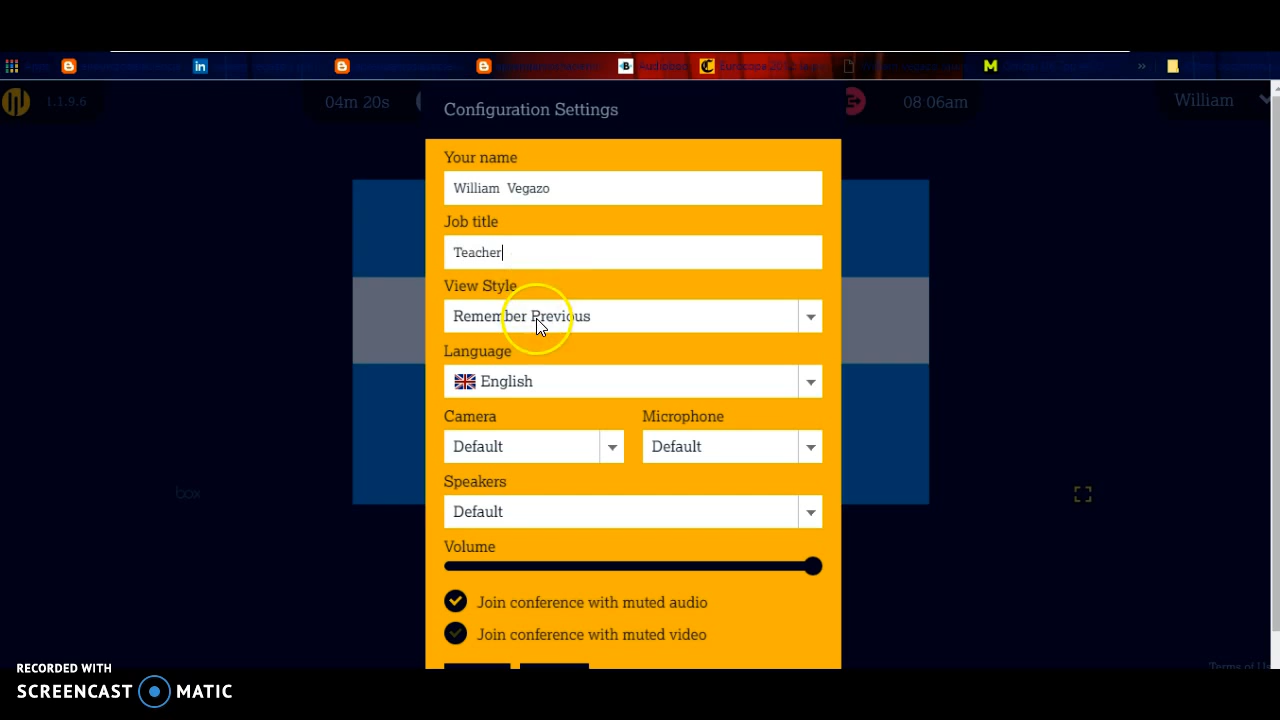 1.1.9.6
04m 20s
08 06am
William
Configuration Settings
Your name
William Vegazo
Job title
Teacher
View Style
Remember Previous
Language
English
Camera
Microphone
Default
Default
Speakers
Default
box
Volume
Join conference with muted audio
Join conference with muted video
RECORDED WITH
SCREENCAST MATIC